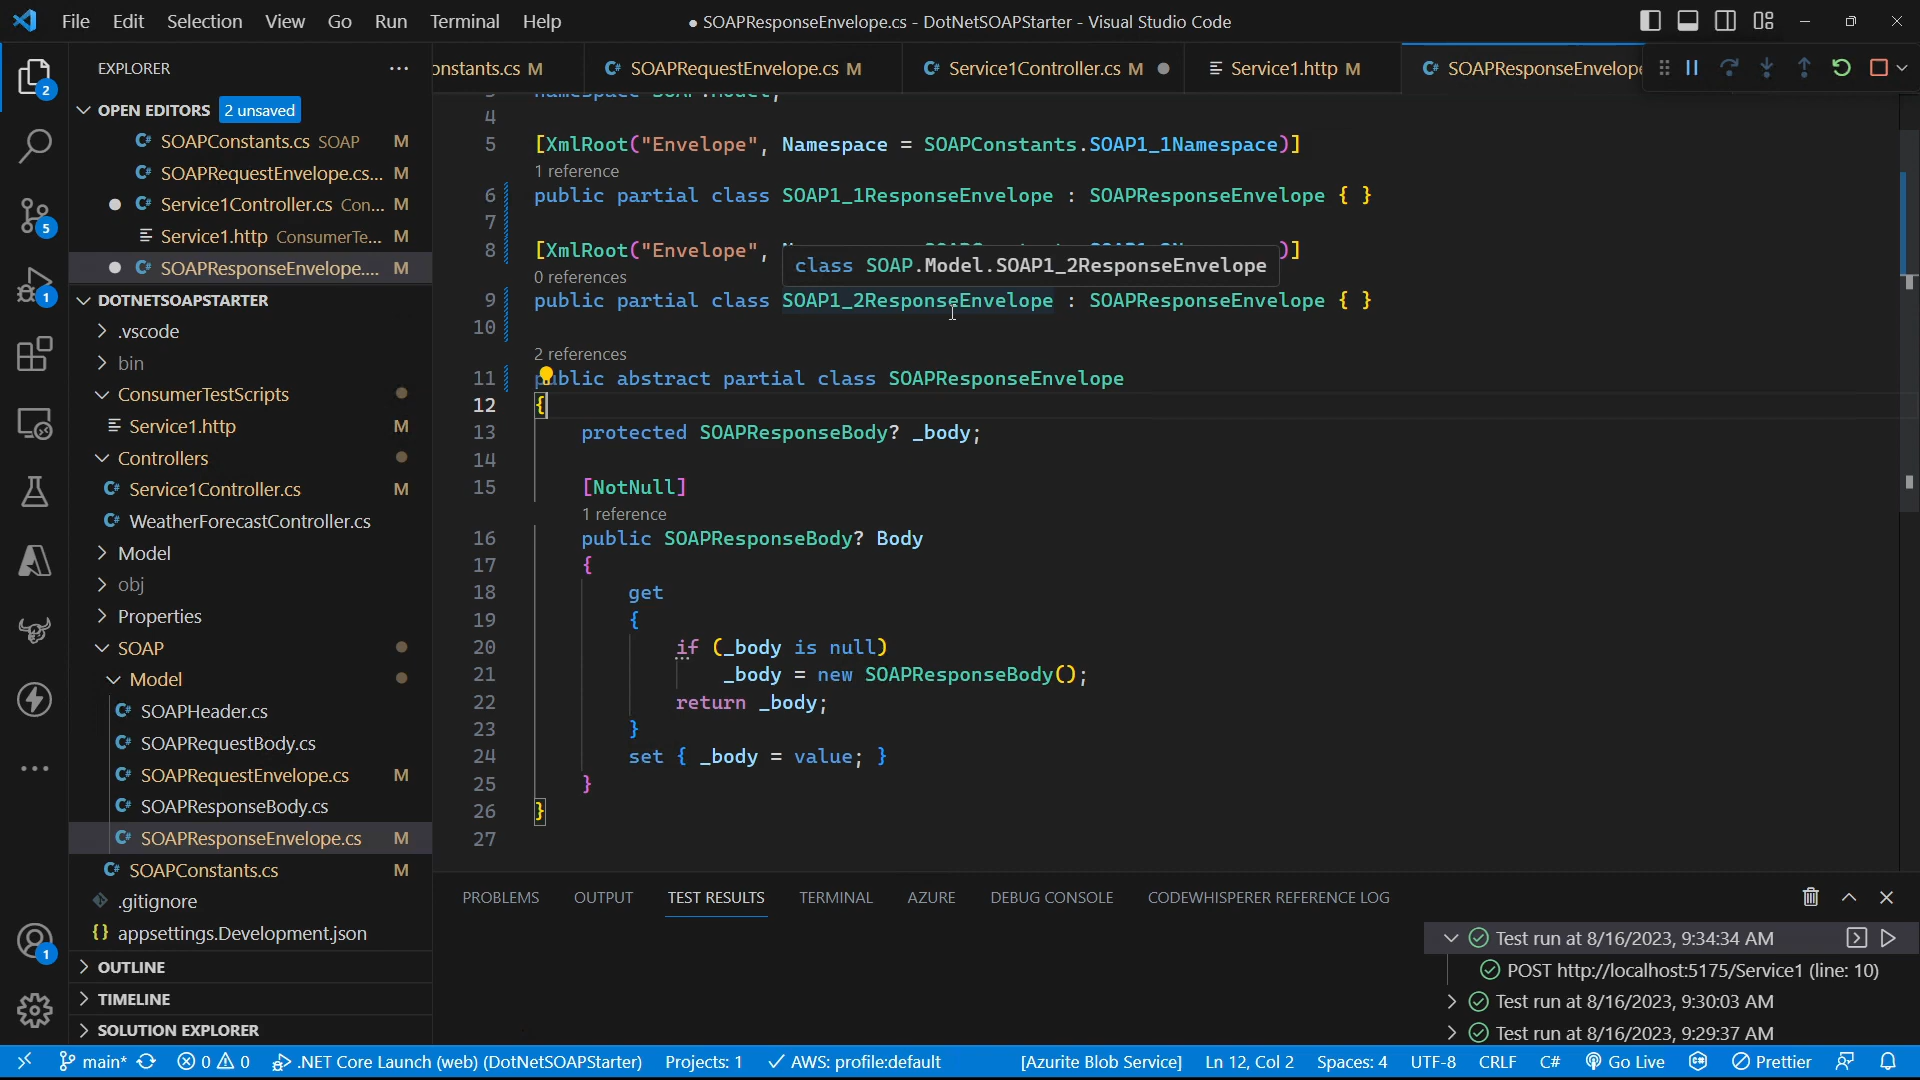 File Edit Selection View Go Run Terminal Help
● SOAPResponseEnvelope.cs - DotNetSOAPStarter - Visual Studio Code
EXPLORER
onstants.cs M
SOAPRequestEnvelope.cs M
Service1Controller.cs M
Service1.http M
SOAPResponseEnvelope
OPEN EDITORS 2 unsaved
SOAPConstants.cs SOAP M
SOAPRequestEnvelope.cs... M
Service1Controller.cs Con... M
Service1.http ConsumerTe... M
SOAPResponseEnvelope.... M
DOTNETSOAPSTARTER
.vscode
bin
ConsumerTestScripts
Service1.http M
Controllers
Service1Controller.cs M
WeatherForecastController.cs
Model
obj
Properties
SOAP
Model
SOAPHeader.cs
SOAPRequestBody.cs
SOAPRequestEnvelope.cs M
SOAPResponseBody.cs
SOAPResponseEnvelope.cs M
SOAPConstants.cs M
.gitignore
{} appsettings.Development.json
OUTLINE
TIMELINE
SOLUTION EXPLORER
2
5
1
1
4
5 [XmlRoot("Envelope", Namespace = SOAPConstants.SOAP1_1Namespace)]
1 reference
6 public partial class SOAP1_1ResponseEnvelope : SOAPResponseEnvelope { }
7
8 [XmlRoot("Envelope", )]
class SOAP.Model.SOAP1_2ResponseEnvelope
0 references
9 public partial class SOAP1_2ResponseEnvelope : SOAPResponseEnvelope { }
10
2 references
11 public abstract partial class SOAPResponseEnvelope
12 {
13 protected SOAPResponseBody? _body;
14
15 [NotNull]
1 reference
16 public SOAPResponseBody? Body
17 {
18 get
19 {
20 if (_body is null)
21 _body = new SOAPResponseBody();
22 return _body;
23 }
24 set { _body = value; }
25 }
26 }
27
PROBLEMS OUTPUT TEST RESULTS TERMINAL AZURE DEBUG CONSOLE CODEWHISPERER REFERENCE LOG
Test run at 8/16/2023, 9:34:34 AM
POST http://localhost:5175/Service1 (line: 10)
Test run at 8/16/2023, 9:30:03 AM
Test run at 8/16/2023, 9:29:37 AM
main* 0 0 .NET Core Launch (web) (DotNetSOAPStarter) Projects: 1 AWS: profile:default [Azurite Blob Service] Ln 12, Col 2 Spaces: 4 UTF-8 CRLF C# Go Live Prettier